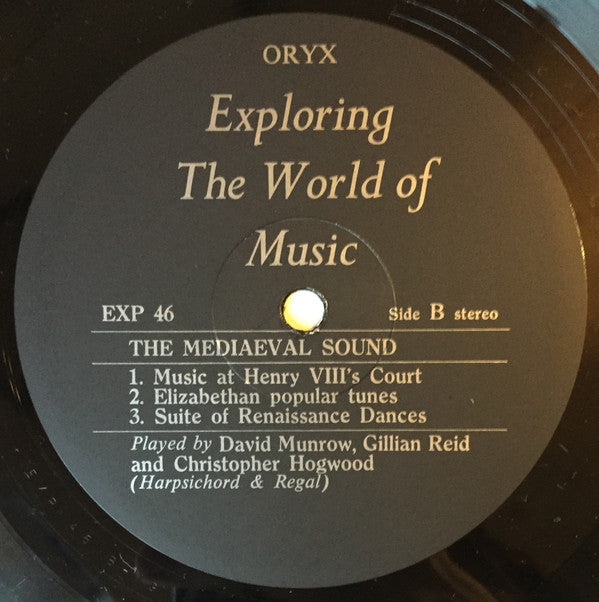 ORYX
Exploring
The World of
Music
EXP 46
Side B stereo
THE MEDIAEVAL SOUND
1. Music at Henry VIII's Court
2. Elizabethan popular tunes
3. Suite of Renaissance Dances
Played by David Munrow, Gillian Reid
and Christopher Hogwood
(Harpsichord & Regal)